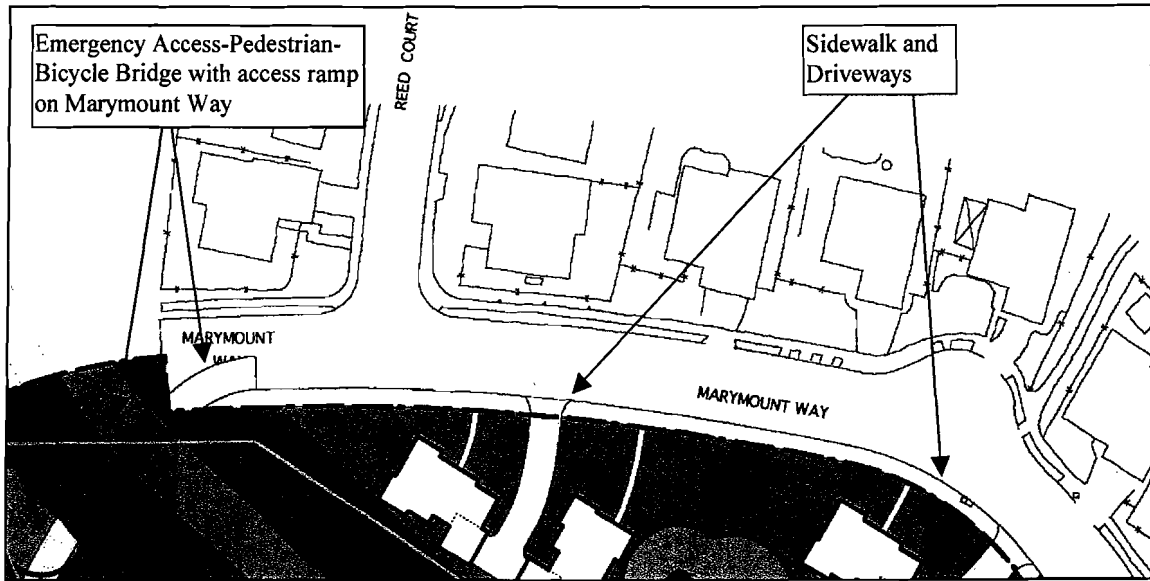 Emergency Access-Pedestrian-
Bicycle Bridge with access ramp
on Marymount Way
REED COURT
Sidewalk and
Driveways
MARYMOUNT
WAY
MARYMOUNT WAY